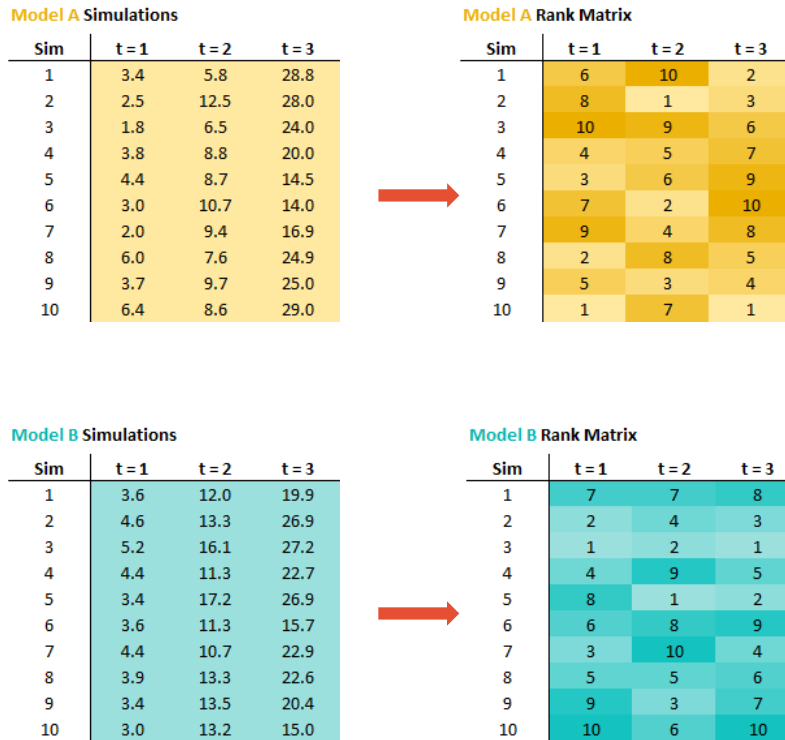 Model A Simulations Model A Rank Matrix
Sim t = 1 t = 2 t = 3 Sim t = 1 t = 2 t = 3
1 3.4 5.8 28.8 1 6 10 2
2 2.5 12.5 28.0 2 8 1 3
3 1.8 6.5 24.0 3 10 9 6
4 3.8 8.8 20.0 4 4 5 7
5 4.4 8.7 14.5 5 3 6 9
6 3.0 10.7 14.0 6 7 2 10
7 2.0 9.4 16.9 7 9 4 8
8 6.0 7.6 24.9 8 2 8 5
9 3.7 9.7 25.0 9 5 3 4
10 6.4 8.6 29.0 10 1 7 1
Model B Simulations Model B Rank Matrix
Sim t = 1 t = 2 t = 3 Sim t = 1 t = 2 t = 3
1 3.6 12.0 19.9 1 7 7 8
2 4.6 13.3 26.9 2 2 4 3
3 5.2 16.1 27.2 3 1 2 1
4 4.4 11.3 22.7 4 4 9 5
5 3.4 17.2 26.9 5 8 1 2
6 3.6 11.3 15.7 6 6 8 9
7 4.4 10.7 22.9 7 3 10 4
8 3.9 13.3 22.6 8 5 5 6
9 3.4 13.5 20.4 9 9 3 7
10 3.0 13.2 15.0 10 10 6 10